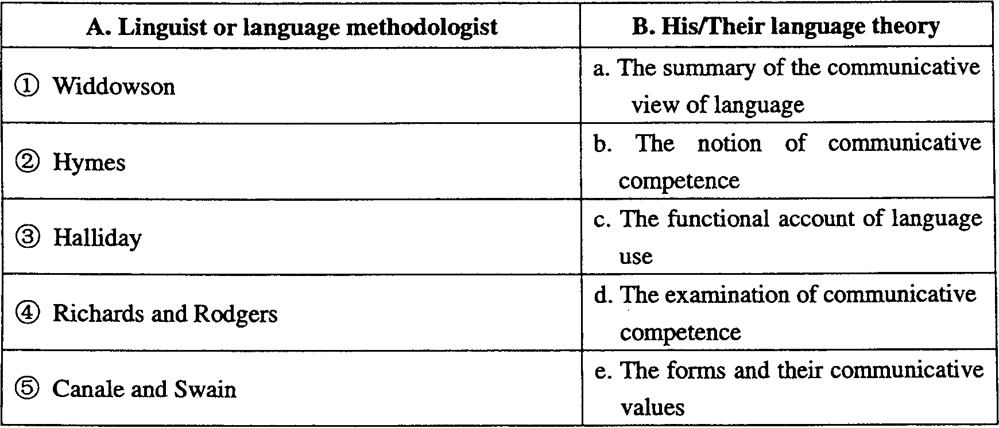 A. Linguist or language methodologist
B. His/Their language theory
① Widdowson
a. The summary of the communicative
view of language
② Hymes
b. The notion of communicative
competence
③ Halliday
c. The functional account of language
use
④ Richards and Rodgers
d. The examination of communicative
competence
⑤ Canale and Swain
e. The forms and their communicative
values